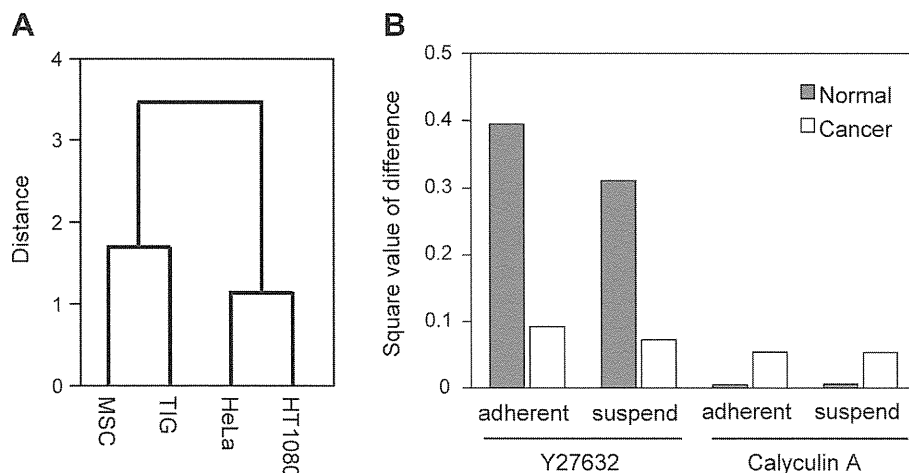 A
4
3
2
1
0
Distance
MSC
TIG
HeLa
HT1080
B
0.5
0.4
0.3
0.2
0.1
0
Square value of difference
Normal
Cancer
adherent suspend adherent suspend
Y27632 Calyculin A